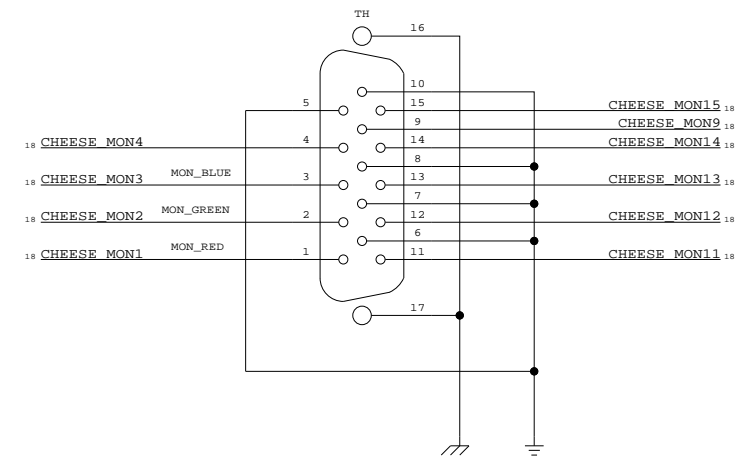 TH
16
10
5 15 CHEESE_MON15 18
9 CHEESE_MON9 18
18 CHEESE_MON4 4 14 CHEESE_MON14 18
8
18 CHEESE_MON3 MON_BLUE 3 13 CHEESE_MON13 18
7
18 CHEESE_MON2 MON_GREEN 2 12 CHEESE_MON12 18
6
18 CHEESE_MON1 MON_RED 1 11 CHEESE_MON11 18
17